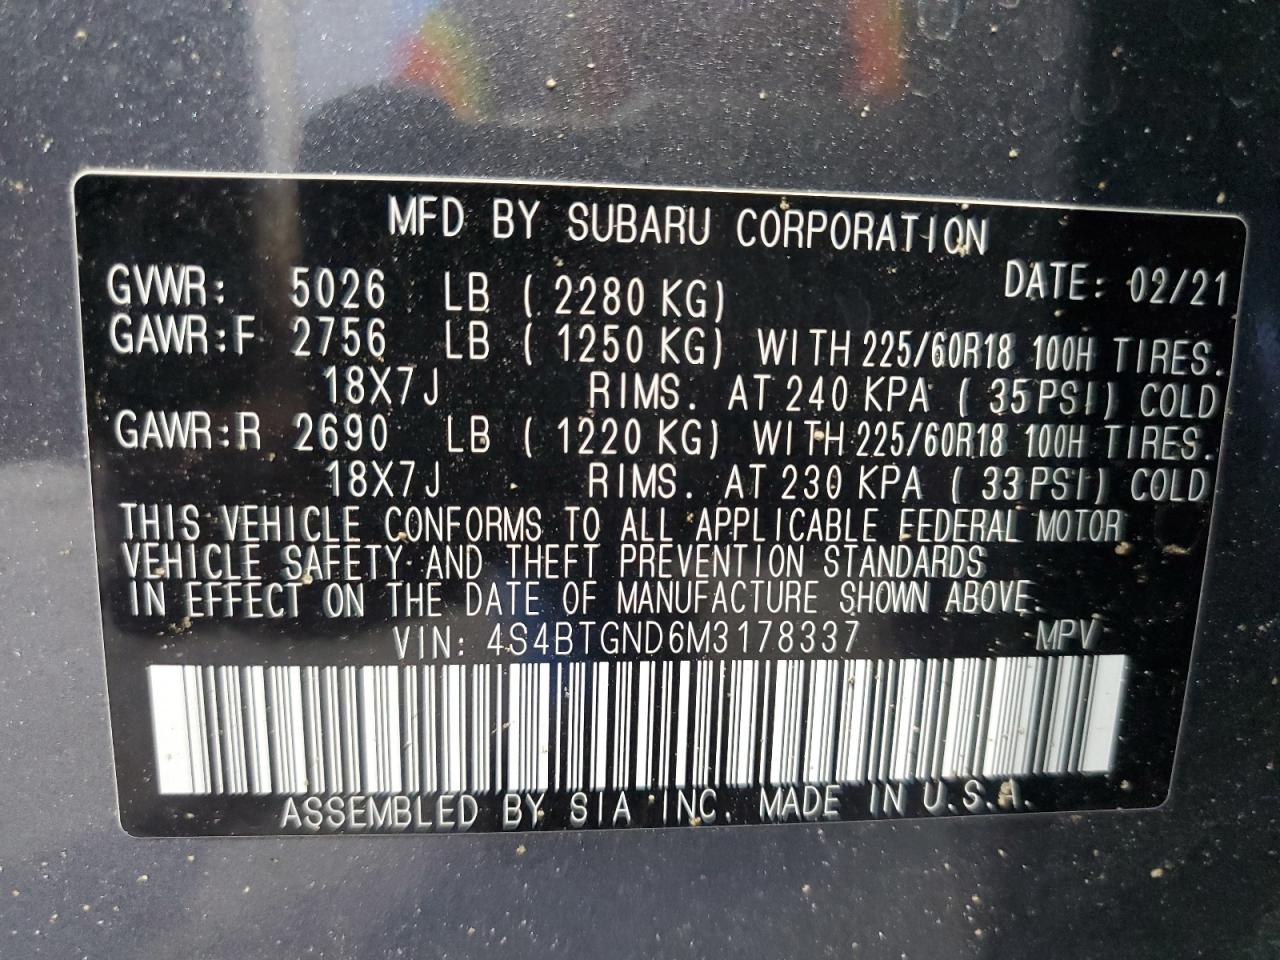 MFD BY SUBARU CORPORATION
GVWR: 5026 LB ( 2280 KG) DATE: 02/21
GAWR:F 2756 LB ( 1250 KG) WITH 225/60R18 100H TIRES.
18X7J RIMS. AT 240 KPA ( 35PSI) COLD
GAWR:R 2690 LB ( 1220 KG) WITH 225/60R18 100H TIRES.
18X7J RIMS. AT 230 KPA ( 33PSI) COLD
THIS VEHICLE CONFORMS TO ALL APPLICABLE FEDERAL MOTOR
VEHICLE SAFETY AND THEFT PREVENTION STANDARDS
IN EFFECT ON THE DATE OF MANUFACTURE SHOWN ABOVE.
VIN: 4S4BTGND6M3178337 MPV
ASSEMBLED BY SIA INC. MADE IN U.S.A.